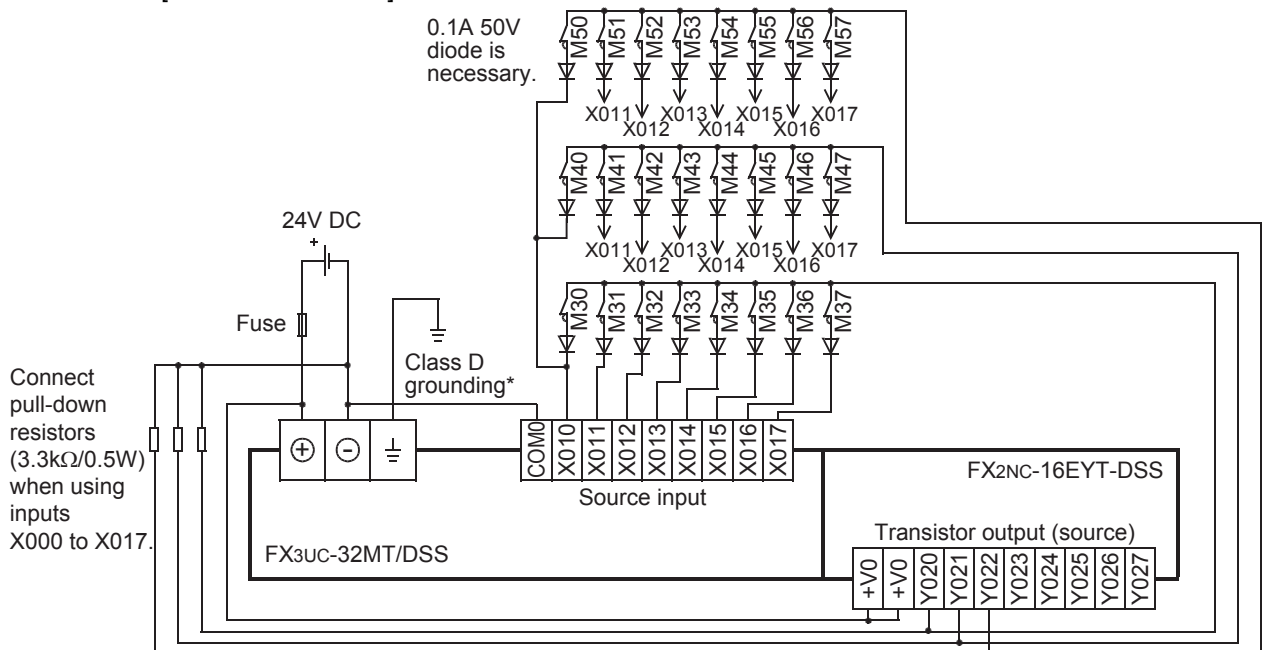 0.1A 50V
diode is
necessary.
M50 M51 M52 M53 M54 M55 M56 M57
X011 X013 X015 X017
X012 X014 X016
M40 M41 M42 M43 M44 M45 M46 M47
X011 X013 X015 X017
X012 X014 X016
24V DC
+
M30 M31 M32 M33 M34 M35 M36 M37
Fuse
Class D
grounding*
Connect
pull-down
resistors
(3.3kΩ/0.5W)
when using
inputs
X000 to X017.
+ -
COM0 X010 X011 X012 X013 X014 X015 X016 X017
Source input
FX2NC-16EYT-DSS
Transistor output (source)
FX3UC-32MT/DSS
+V0 +V0 Y020 Y021 Y022 Y023 Y024 Y025 Y026 Y027